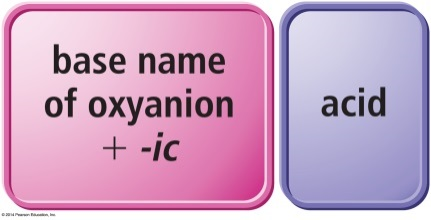 base name
of oxyanion
+ -ic
acid
© 2014 Pearson Education, Inc.